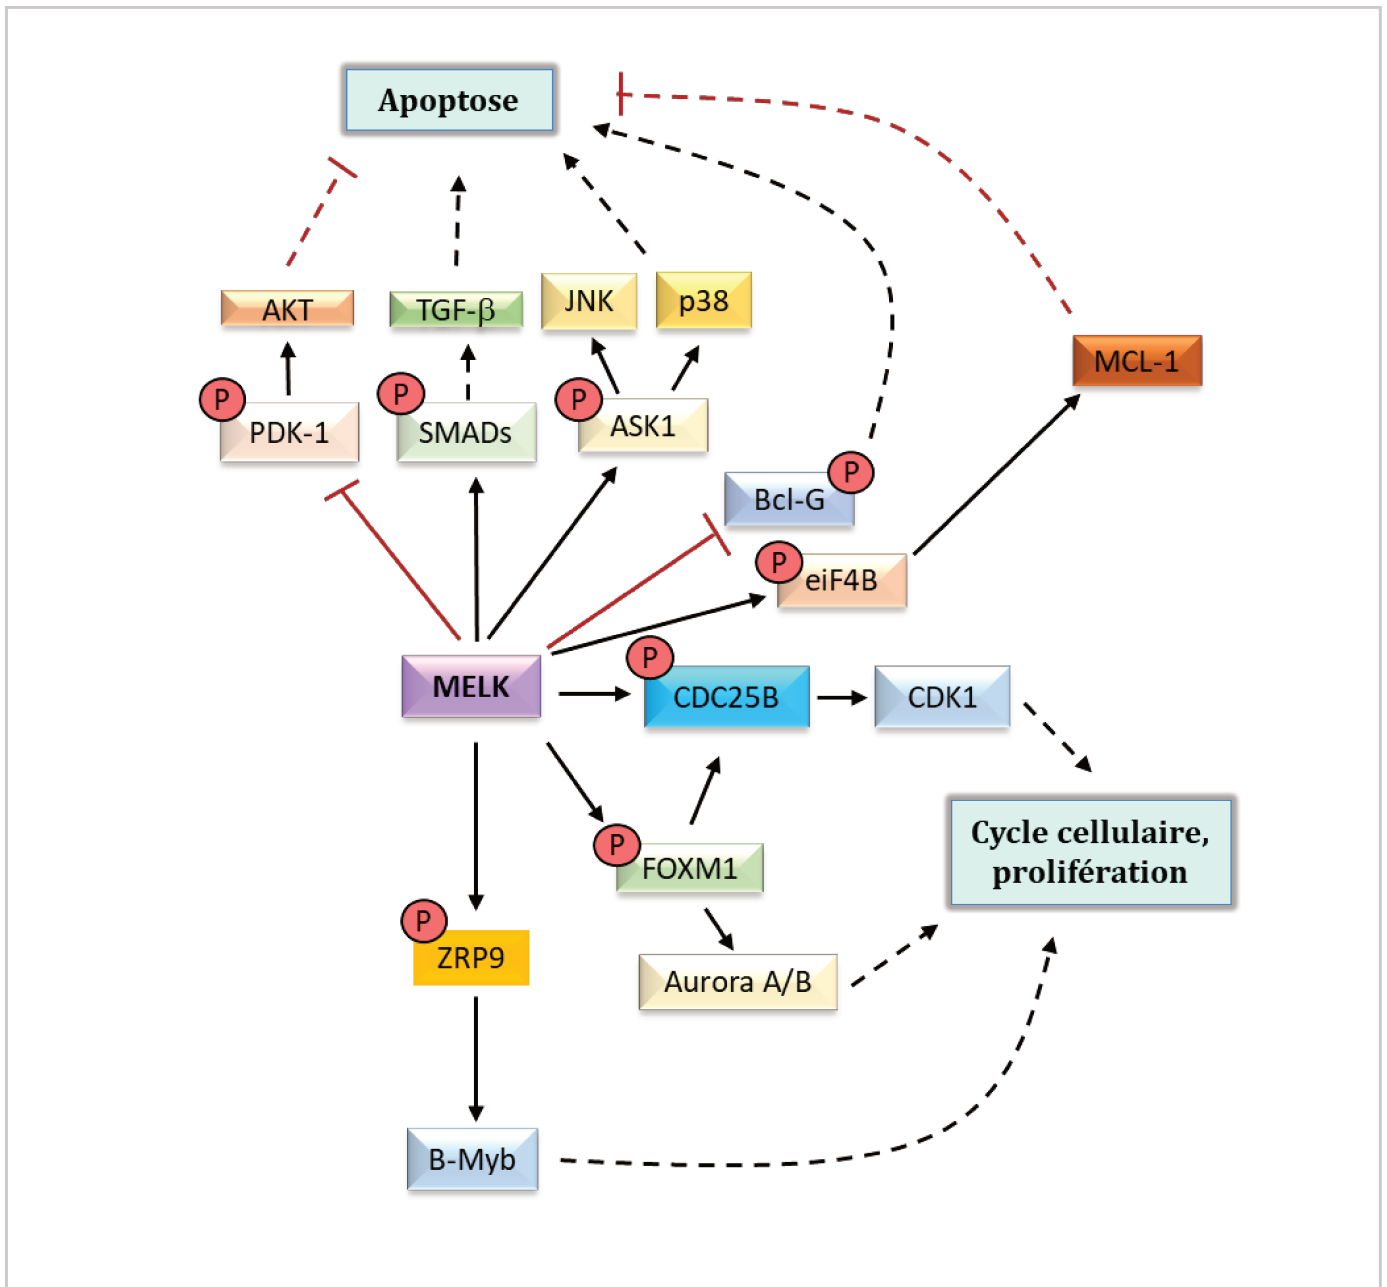 Apoptose
AKT
TGF-β
JNK
p38
MCL-1
P
PDK-1
P
SMADs
P
ASK1
Bcl-G
P
P
eiF4B
MELK
P
CDC25B
CDK1
P
FOXM1
Cycle cellulaire,
prolifération
P
ZRP9
Aurora A/B
B-Myb